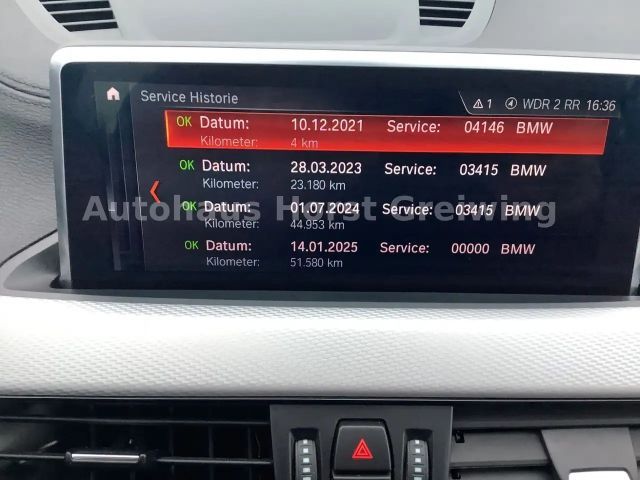 Service Historie
1 WDR 2 RR 16:36
OK Datum: 10.12.2021 Service: 04146 BMW
Kilometer: 4 km
OK Datum: 28.03.2023 Service: 03415 BMW
Kilometer: 23.180 km
Autohaus Horst Greiwing
OK Datum: 01.07.2024 Service: 03415 BMW
Kilometer: 44.953 km
OK Datum: 14.01.2025 Service: 00000 BMW
Kilometer: 51.580 km